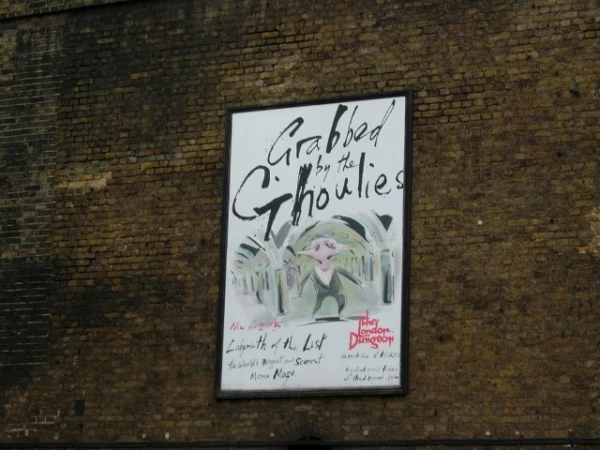 Grabbed
by the
Ghoulies
New for 2005
Labyrinth of the Lost
the World's Biggest
Mirror Maze
The
London
Dungeon